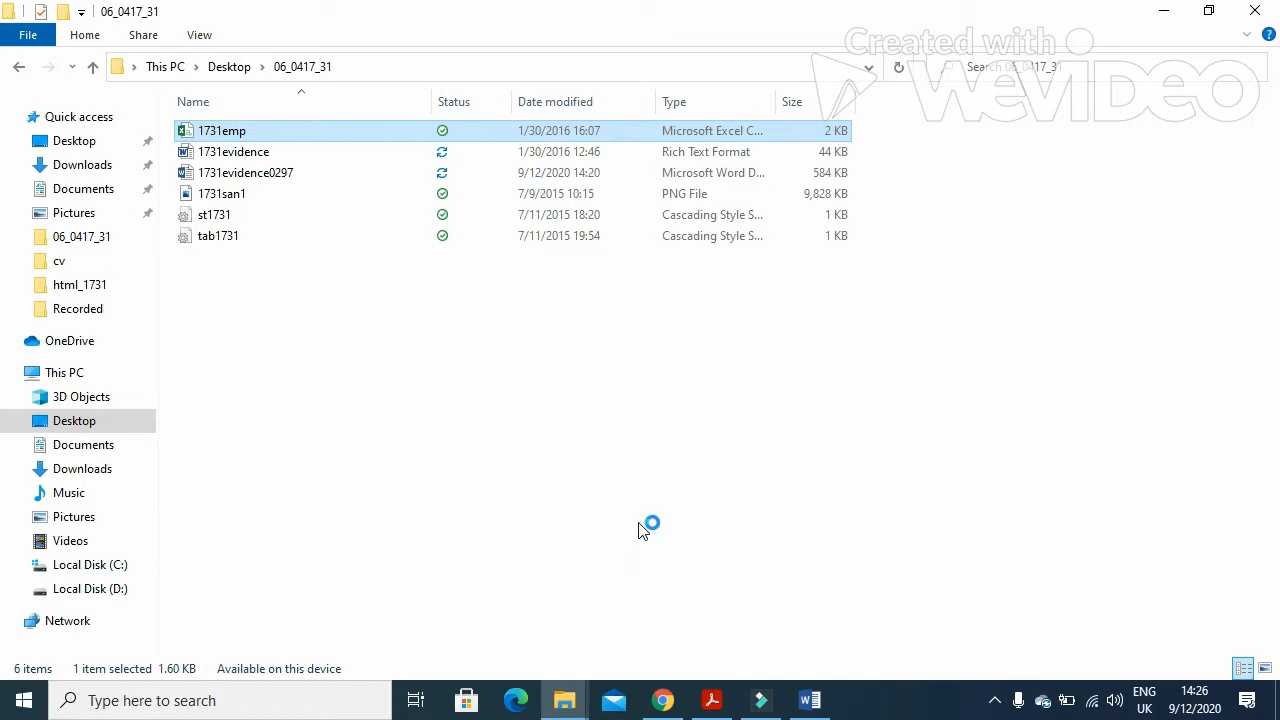 06_0417_31
File Home Share View
This PC Desktop 06_0417_31
Search 06_0417_31
Created with
WeVIDEO
Name Status Date modified Type Size
1731emp 1/30/2016 16:07 Microsoft Excel C... 2 KB
1731evidence 1/30/2016 12:46 Rich Text Format 44 KB
1731evidence0297 9/12/2020 14:20 Microsoft Word D... 584 KB
1731san1 7/9/2015 10:15 PNG File 9,828 KB
st1731 7/11/2015 18:20 Cascading Style S... 1 KB
tab1731 7/11/2015 19:54 Cascading Style S... 1 KB
Quick access
Desktop
Downloads
Documents
Pictures
06_0417_31
cv
html_1731
Recorded
OneDrive
This PC
3D Objects
Desktop
Documents
Downloads
Music
Pictures
Videos
Local Disk (C:)
Local Disk (D:)
Network
6 items 1 item selected 1.60 KB Available on this device
Type here to search
ENG 14:26
UK 9/12/2020